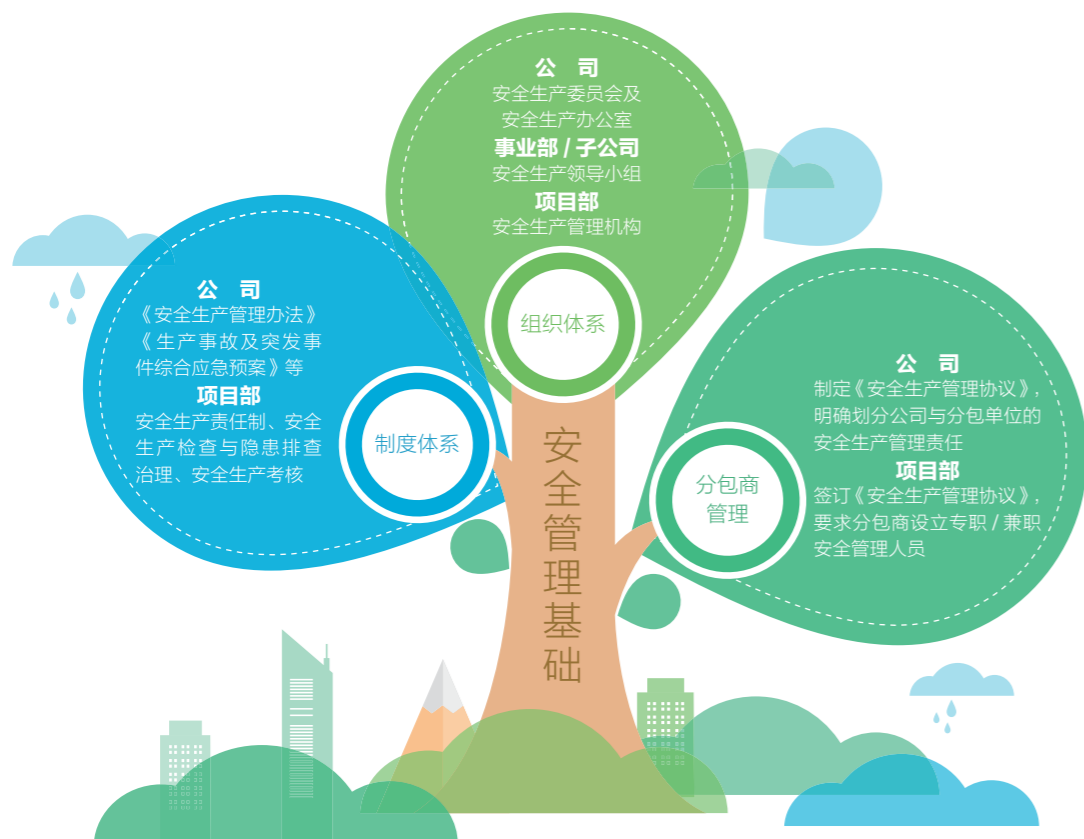 公 司
安全生产委员会及
安全生产办公室
事业部 / 子公司
安全生产领导小组
项目部
安全生产管理机构
组织体系
公 司
《安全生产管理办法》
《生产事故及突发事
件综合应急预案》等
项目部
安全生产责任制、安全
生产检查与隐患排查
治理、安全生产考核
制度体系
公 司
制定《安全生产管理协议》,
明确划分公司与分包单位的
安全生产管理责任
项目部
签订《安全生产管理协议》,
要求分包商设立专职 / 兼职
安全管理人员
分包商
管理
安全管理基础